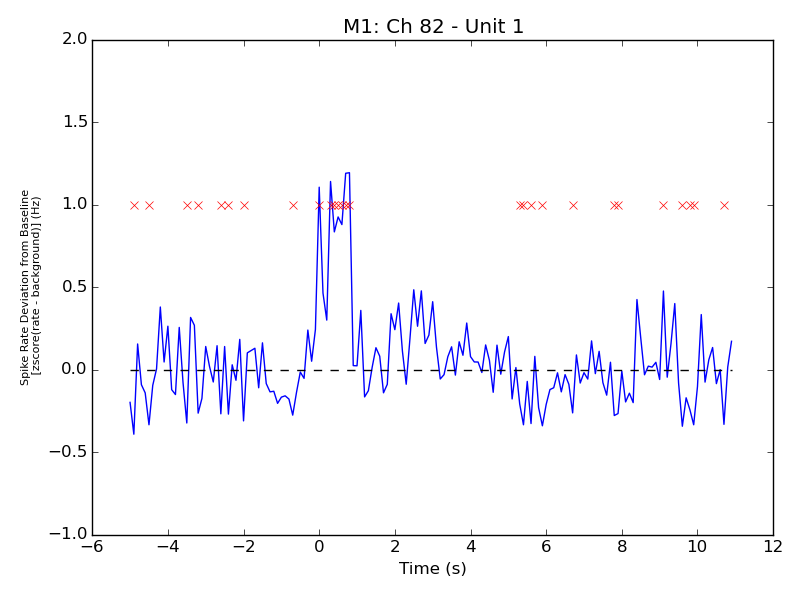 M1: Ch 82 - Unit 1
2.0
1.5
1.0
0.5
0.0
−0.5
−1.0
Spike Rate Deviation from Baseline
[zscore(rate - background)] (Hz)
−6 −4 −2 0 2 4 6 8 10 12
Time (s)